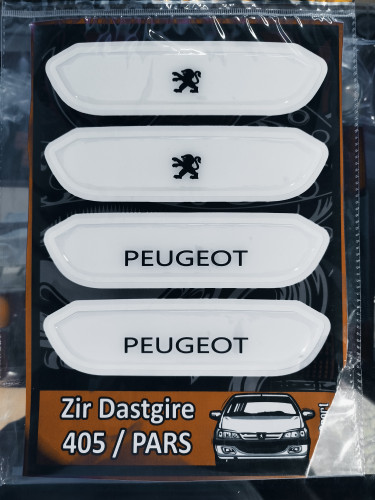 PEUGEOT
PEUGEOT
Zir Dastgire
405 / PARS